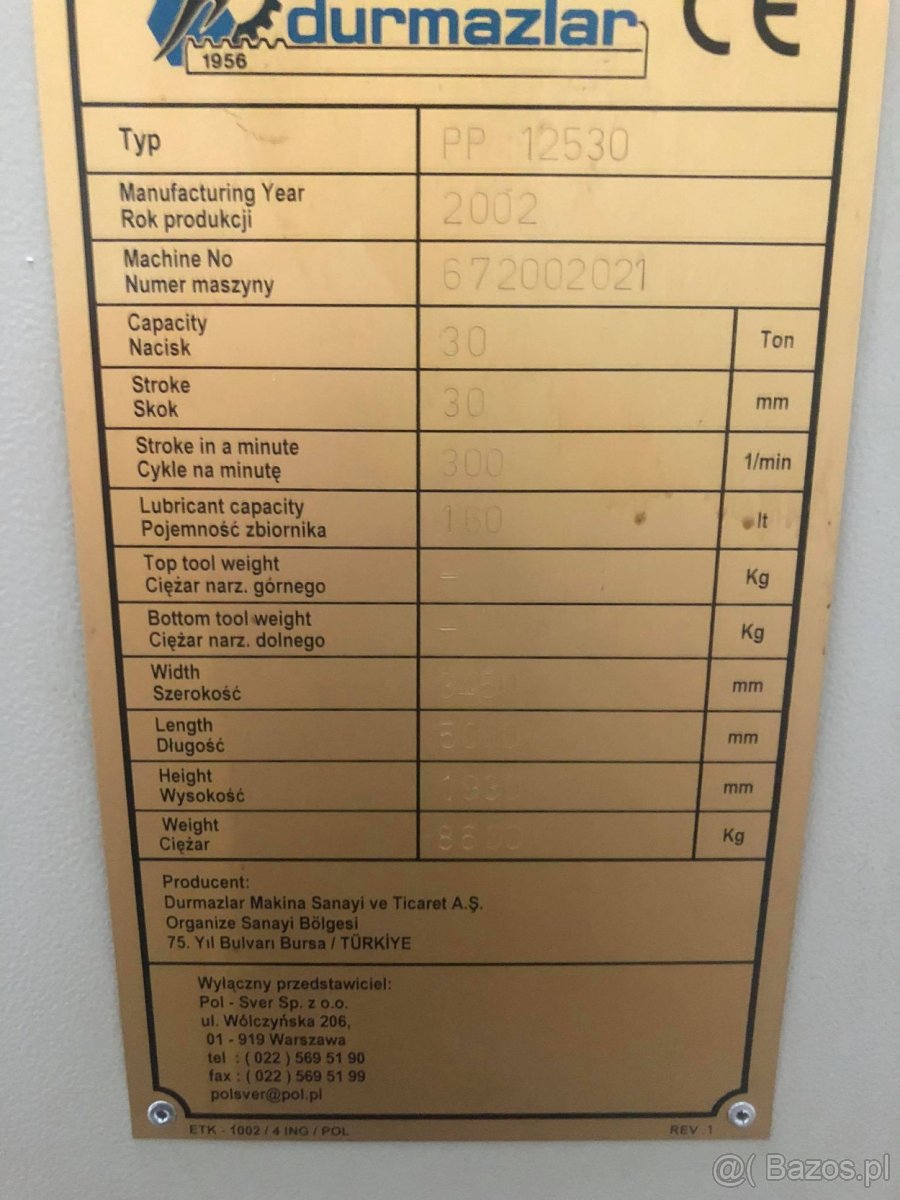 durmazlar
1956
CE
Typ PP 12530
Manufacturing Year
Rok produkcji 2002
Machine No
Numer maszyny 672002021
Capacity
Nacisk 30 Ton
Stroke
Skok 30 mm
Stroke in a minute
Cykle na minutę 300 1/min
Lubricant capacity
Pojemność zbiornika 160 lt
Top tool weight
Ciężar narz. górnego – Kg
Bottom tool weight
Ciężar narz. dolnego – Kg
Width
Szerokość mm
Length
Długość mm
Height
Wysokość mm
Weight
Ciężar Kg
Producent:
Durmazlar Makina Sanayi ve Ticaret A.Ş.
Organize Sanayi Bölgesi
75. Yıl Bulvarı Bursa / TÜRKİYE
Wyłączny przedstawiciel:
Pol - Sver Sp. z o.o.
ul. Wólczyńska 206,
01 - 919 Warszawa
tel : ( 022 ) 569 51 90
fax : ( 022 ) 569 51 99
polsver@pol.pl
ETK - 1002 / 4 ING / POL REV .1
@( Bazos.pl